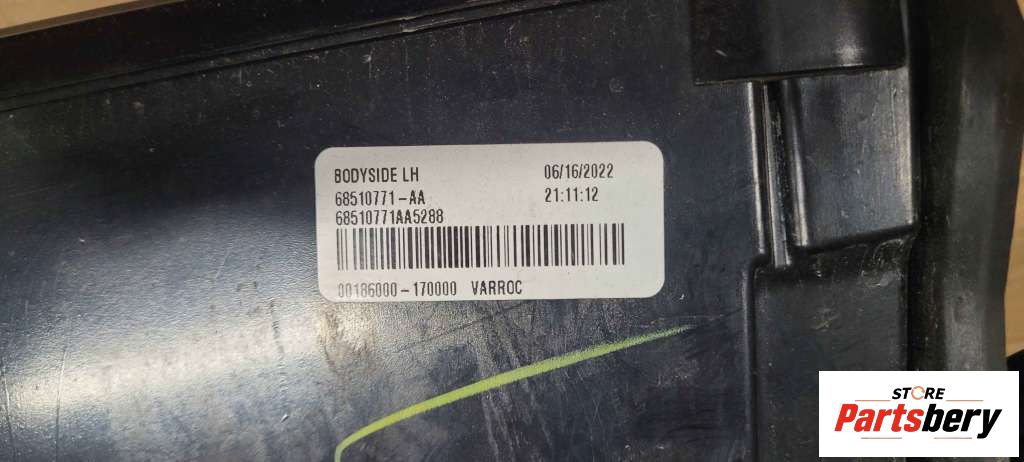 BODYSIDE LH 06/16/2022
68510771-AA 21:11:12
68510771AA5288
00186000-170000 VARROC
STORE
Partsbery